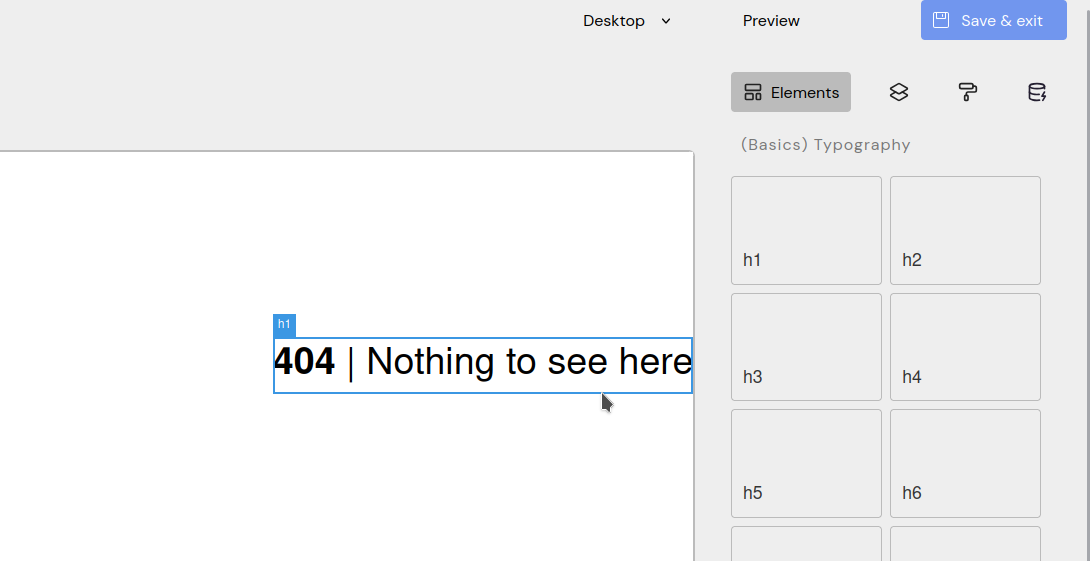 Desktop Preview Save & exit
Elements
(Basics) Typography
h1 h2
h1
404 | Nothing to see here
h3 h4
h5 h6